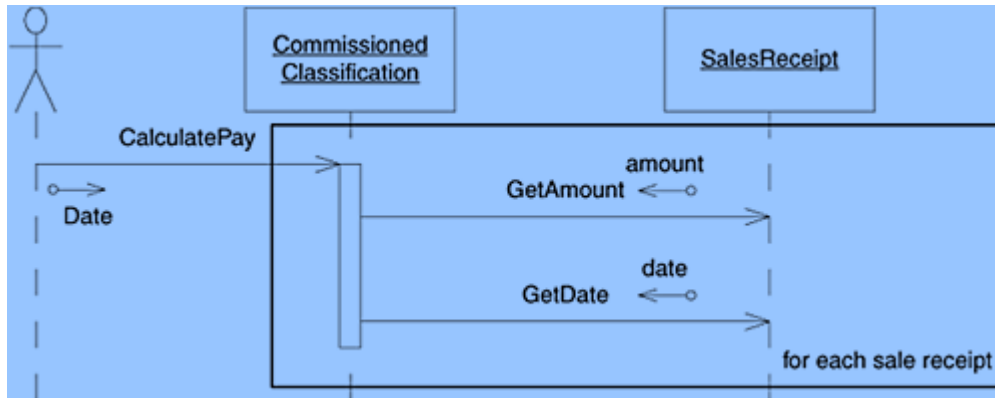 Commissioned
Classification
SalesReceipt
CalculatePay
amount
GetAmount
Date
date
GetDate
for each sale receipt